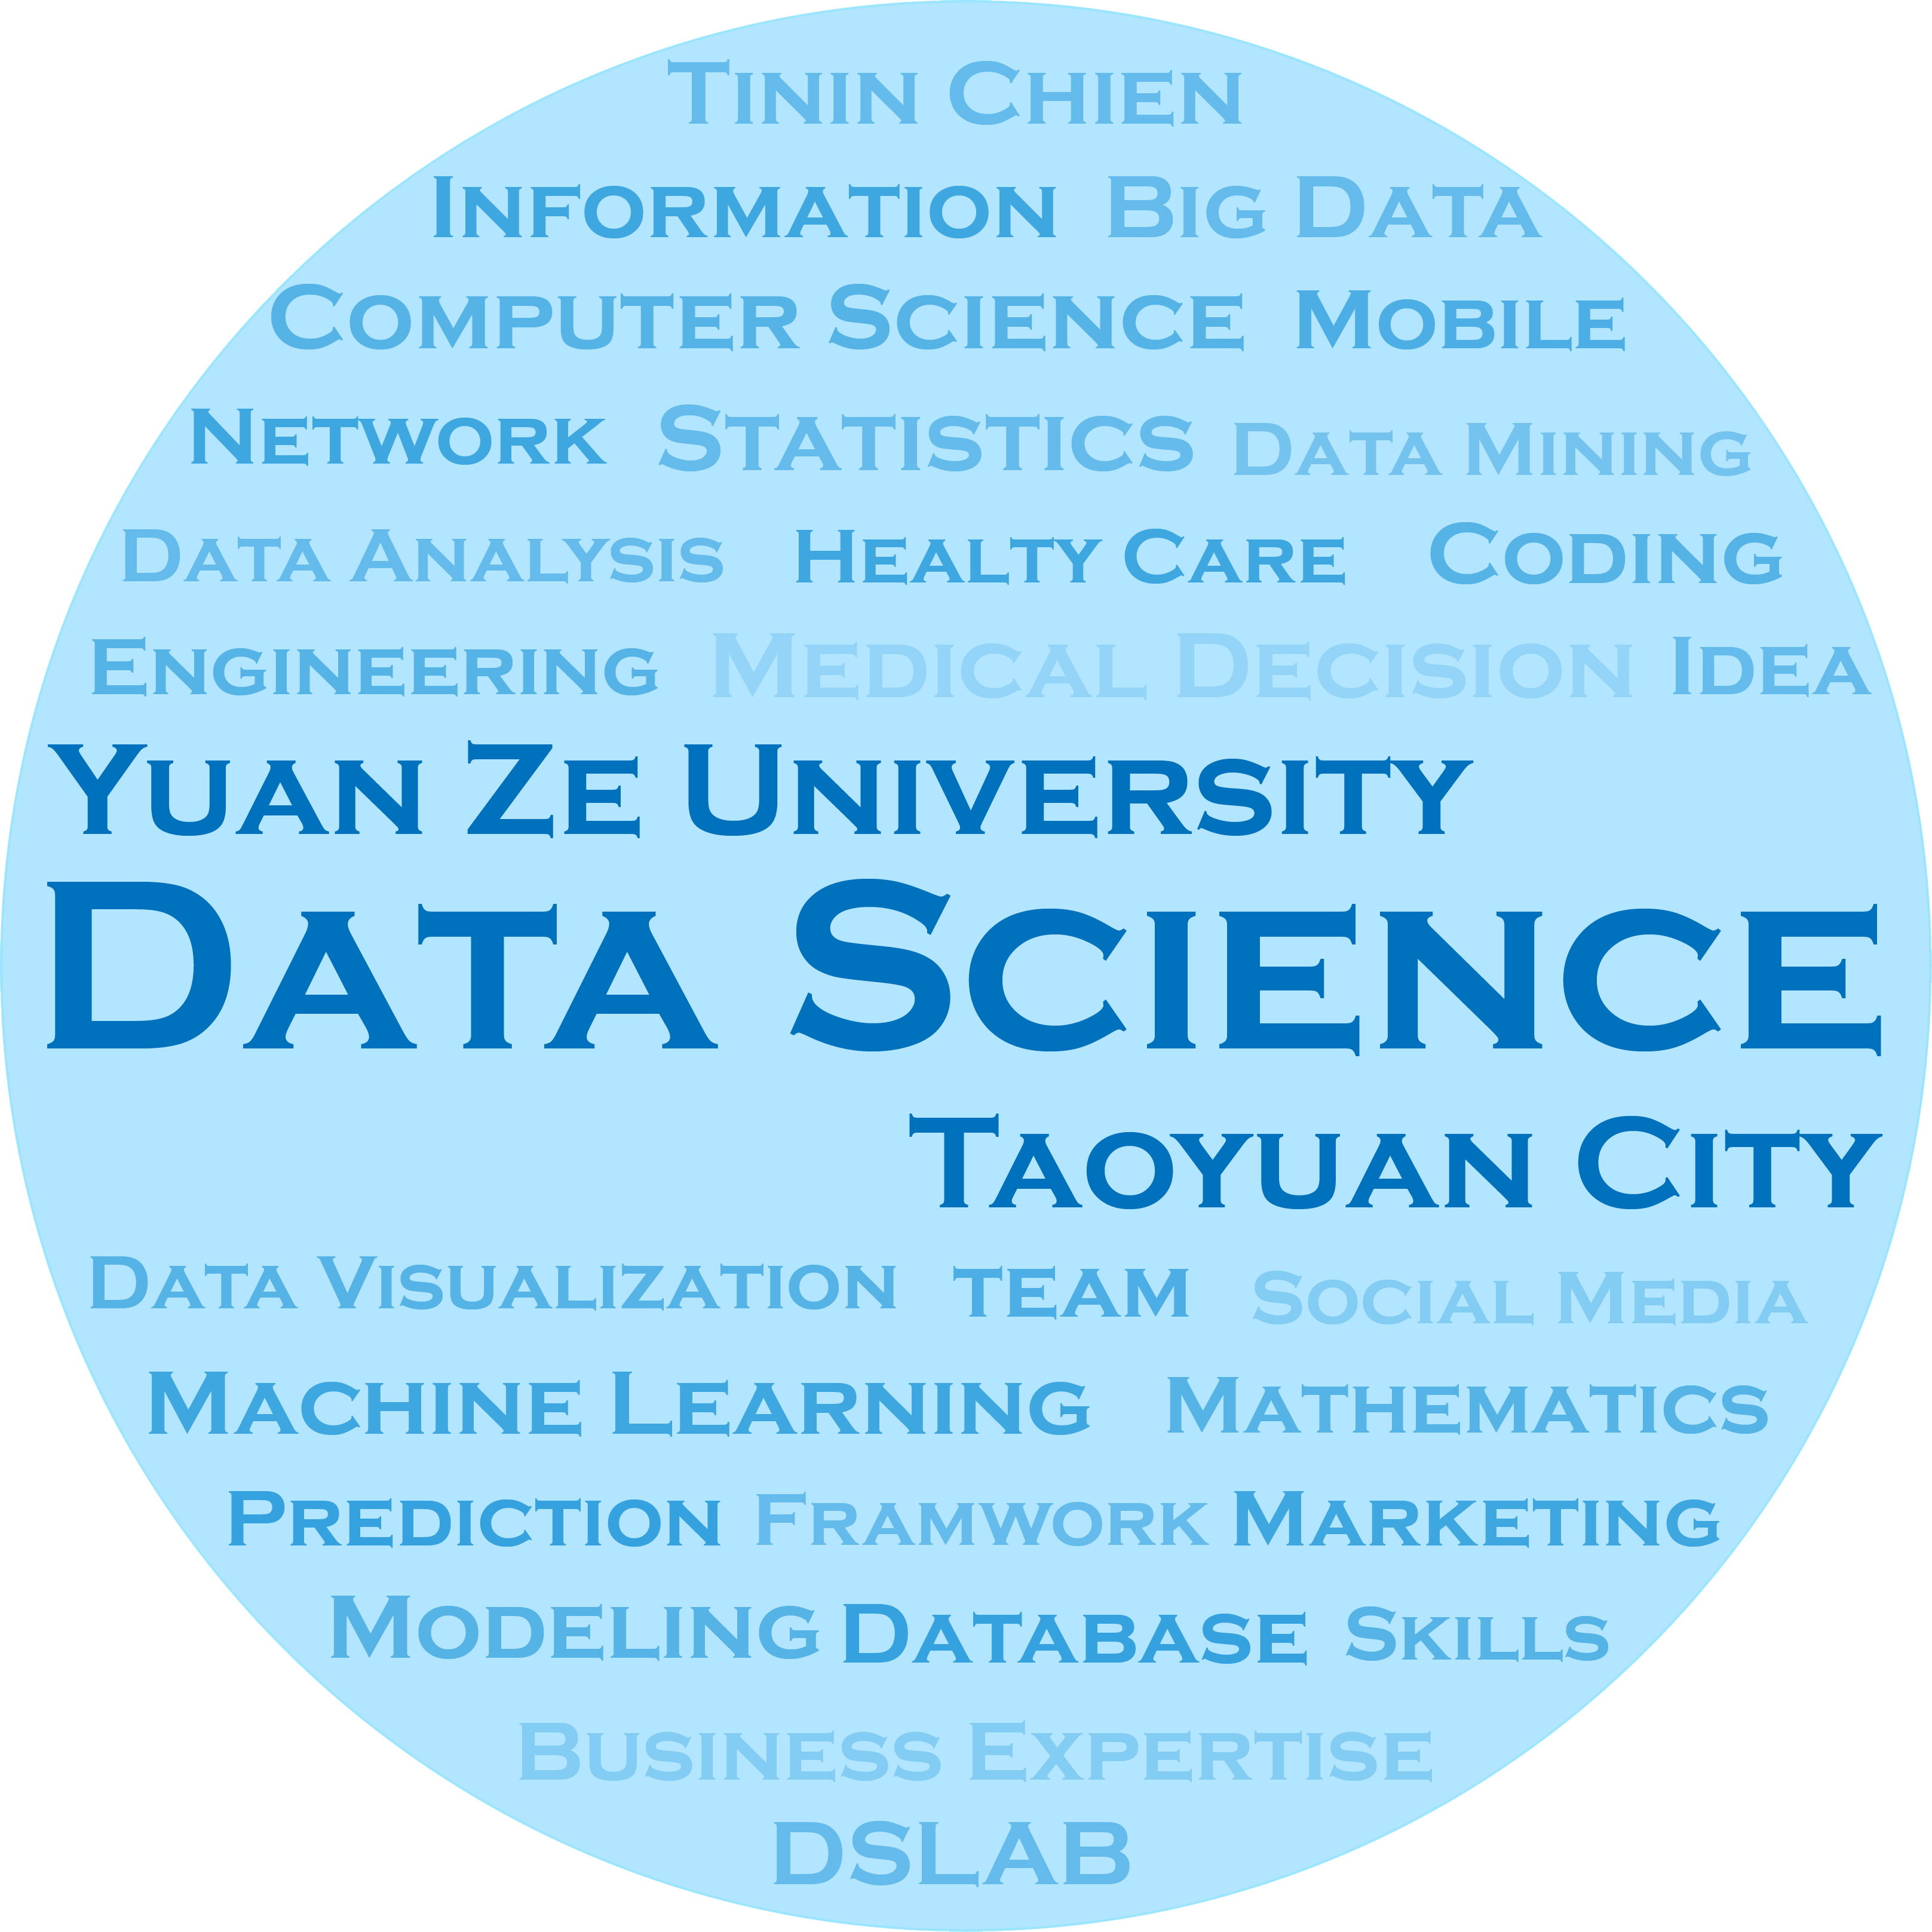 Tinin Chien
Information Big Data
Computer Science Mobile
Network Statistics Data Mining
Data Analysis Healty Care Coding
Engineering Medical Decision Idea
Yuan Ze University
Data Science
Taoyuan City
Data Visualization team Social Media
Machine Learning Mathematics
Prediction Framwork Marketing
Modeling Database Skills
Business Expertise
DSLAB